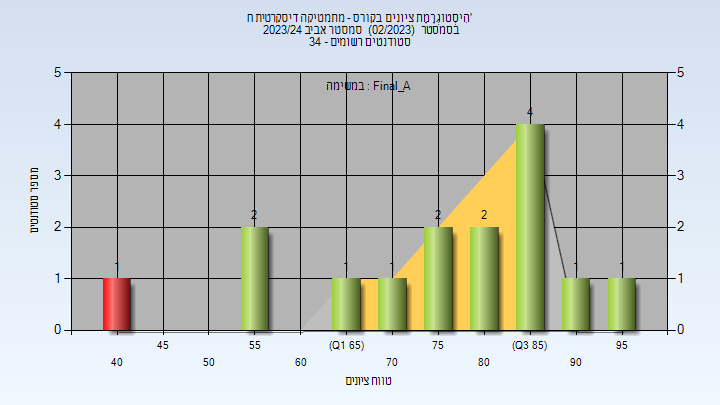 היסטוגרמת ציונים בקורס - מתמטיקה דיסקרטית ח'
בסמסטר (02/2023) סמסטר אביב 2023/24
סטודנטים רשומים - 34
במשימה : Final_A
5 5
4 4
3 3
2 2
1 1
0 0
מספר סטודנטים
1 2 1 1 2 2 4 1 1
40 45 50 55 60 (Q1 65) 70 75 80 (Q3 85) 90 95
טווח ציונים